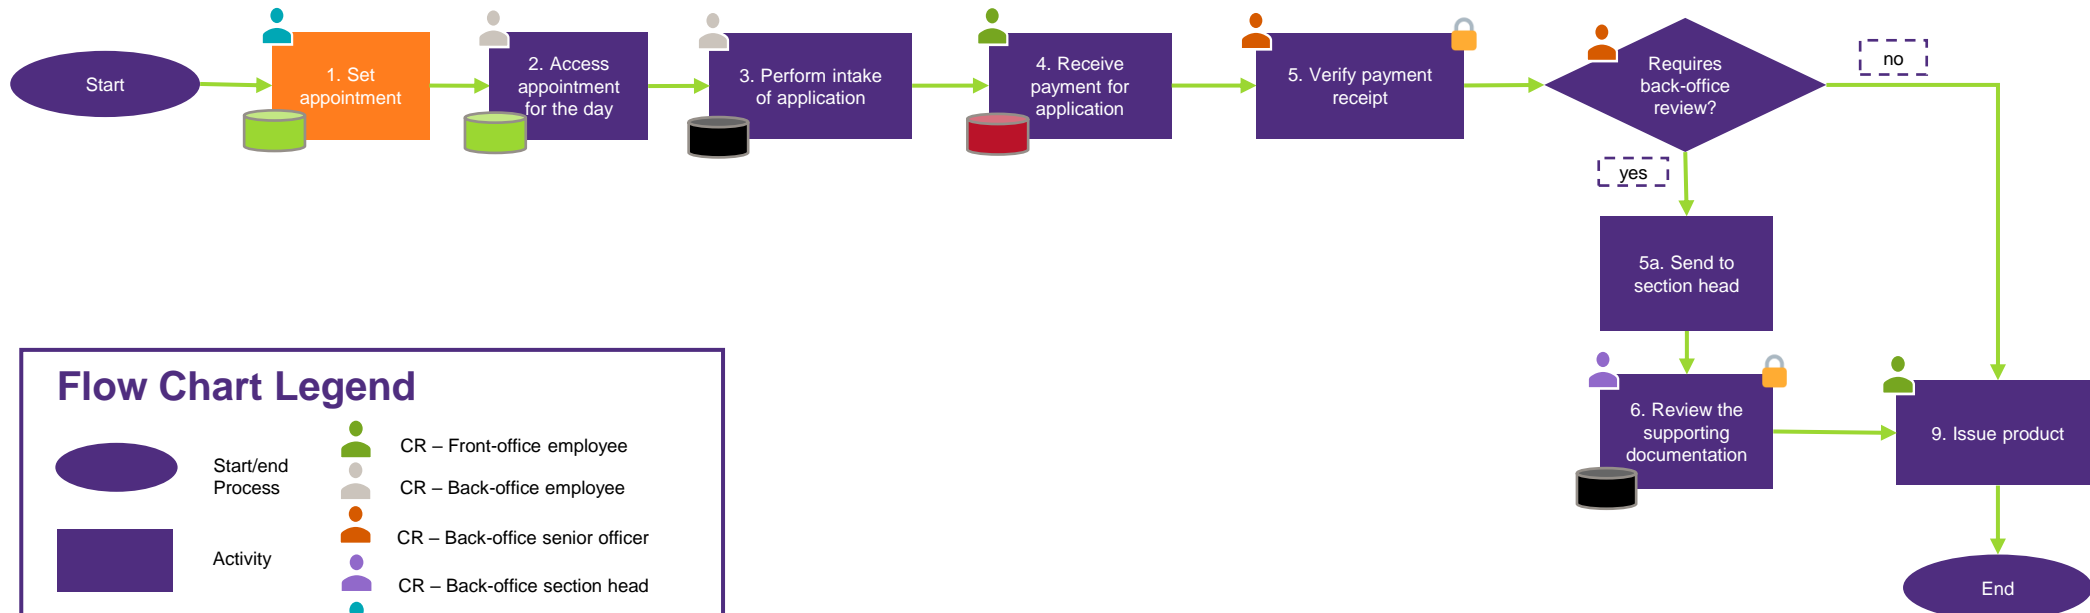 Start
1. Set
appointment
2. Access
appointment
for the day
3. Perform intake
of application
4. Receive
payment for
application
5. Verify payment
receipt
Requires
back-office
review?
no
yes
5a. Send to
section head
6. Review the
supporting
documentation
9. Issue product
End
Flow Chart Legend
Start/end
Process
Activity
CR – Front-office employee
CR – Back-office employee
CR – Back-office senior officer
CR – Back-office section head